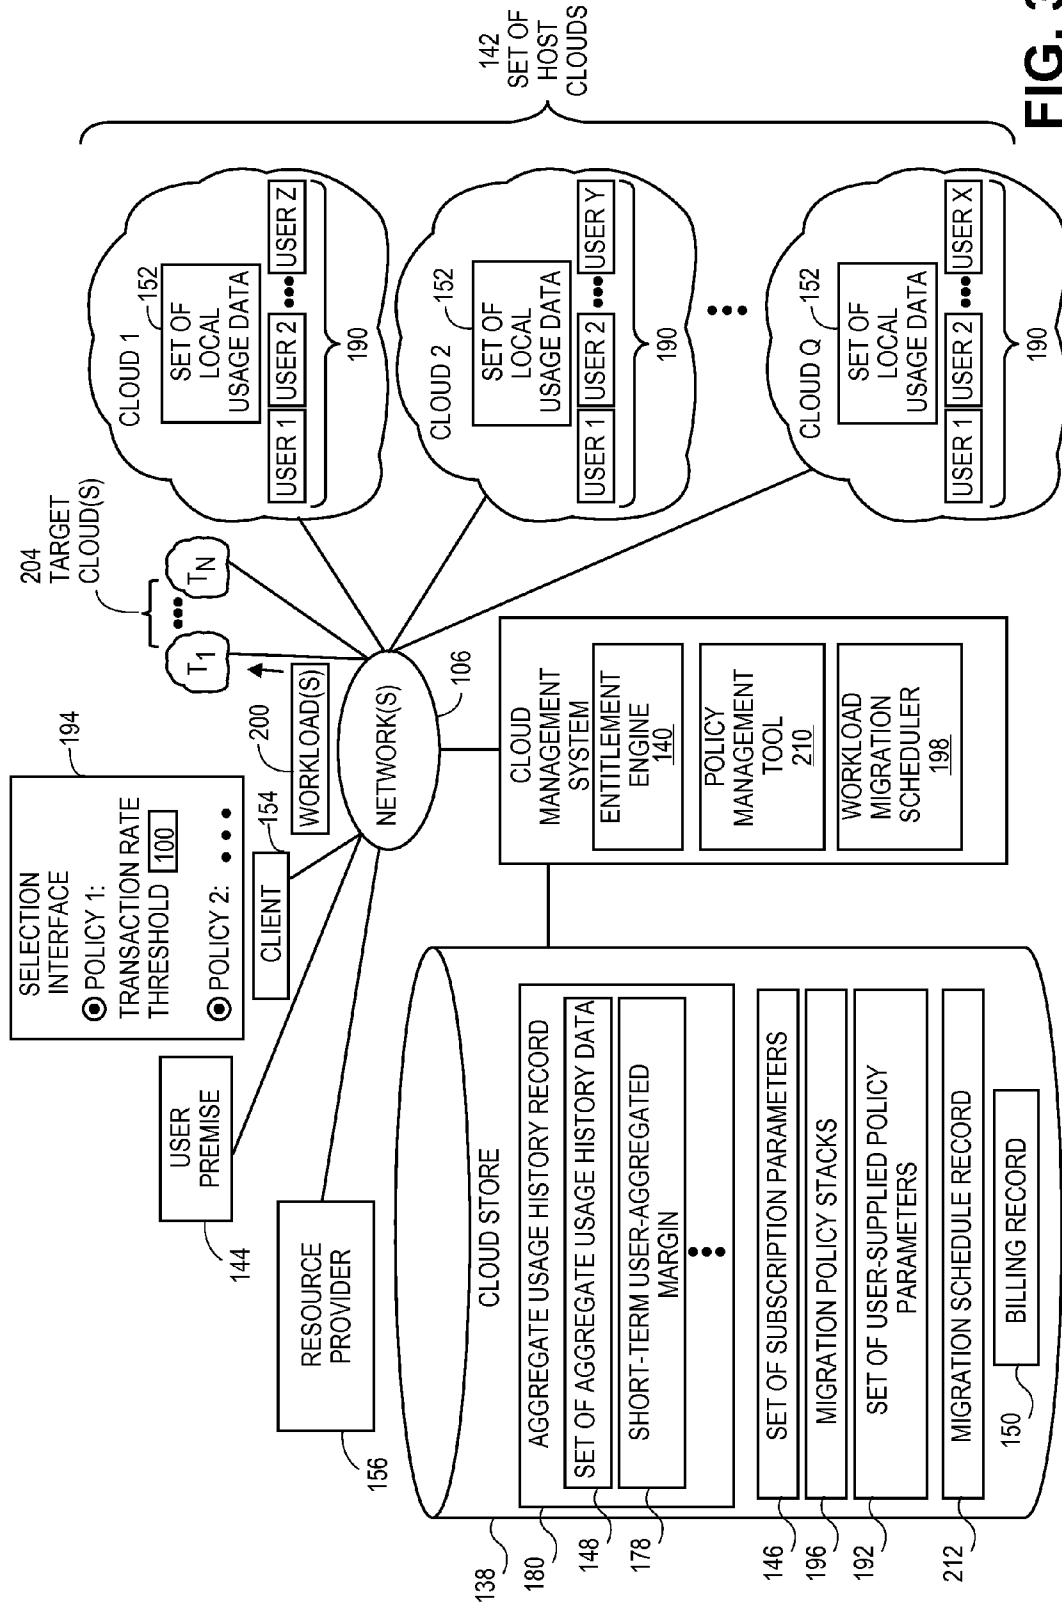 SELECTION
INTERFACE
POLICY 1:
TRANSACTION RATE
THRESHOLD 100
POLICY 2:
194
USER
PREMISE
144
CLIENT
154
RESOURCE
PROVIDER
156
200
WORKLOAD(S)
NETWORK(S)
106
204
TARGET
CLOUD(S)
T1
TN
CLOUD 1
152
SET OF
LOCAL
USAGE DATA
USER 1
USER 2
USER Z
190
CLOUD 2
152
SET OF
LOCAL
USAGE DATA
USER 1
USER 2
USER Y
190
CLOUD Q
152
SET OF
LOCAL
USAGE DATA
USER 1
USER 2
USER X
190
142
SET OF
HOST
CLOUDS
CLOUD
MANAGEMENT
SYSTEM
ENTITLEMENT
ENGINE
140
POLICY
MANAGEMENT
TOOL
210
WORKLOAD
MIGRATION
SCHEDULER
198
CLOUD STORE
138
AGGREGATE USAGE HISTORY RECORD
180
SET OF AGGREGATE USAGE HISTORY DATA
148
SHORT-TERM USER-AGGREGATED
MARGIN
178
SET OF SUBSCRIPTION PARAMETERS
146
MIGRATION POLICY STACKS
196
SET OF USER-SUPPLIED POLICY
PARAMETERS
192
MIGRATION SCHEDULE RECORD
212
BILLING RECORD
150
FIG. 3